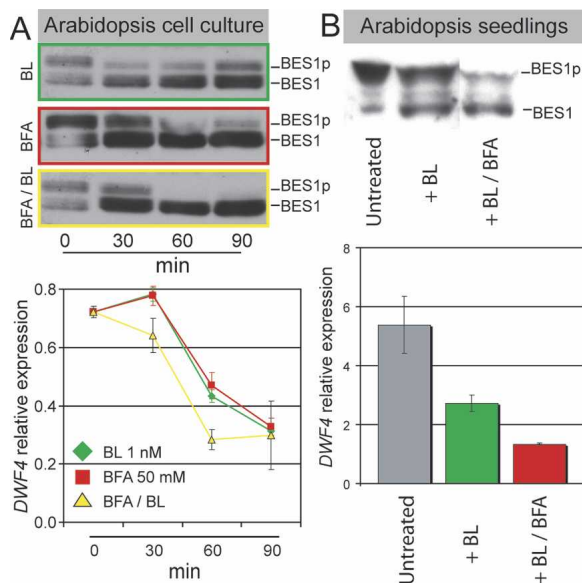 A
Arabidopsis cell culture
BL
BES1p
BES1
BFA
BES1p
BES1
BFA / BL
BES1p
BES1
0 30 60 90
min
DWF4 relative expression
0.8
0.6
0.4
0.2
0.0
BL 1 nM
BFA 50 mM
BFA / BL
0 30 60 90
min
B
Arabidopsis seedlings
BES1p
BES1
Untreated
+ BL
+ BL / BFA
DWF4 relative expression
8
6
4
2
0
Untreated
+ BL
+ BL / BFA